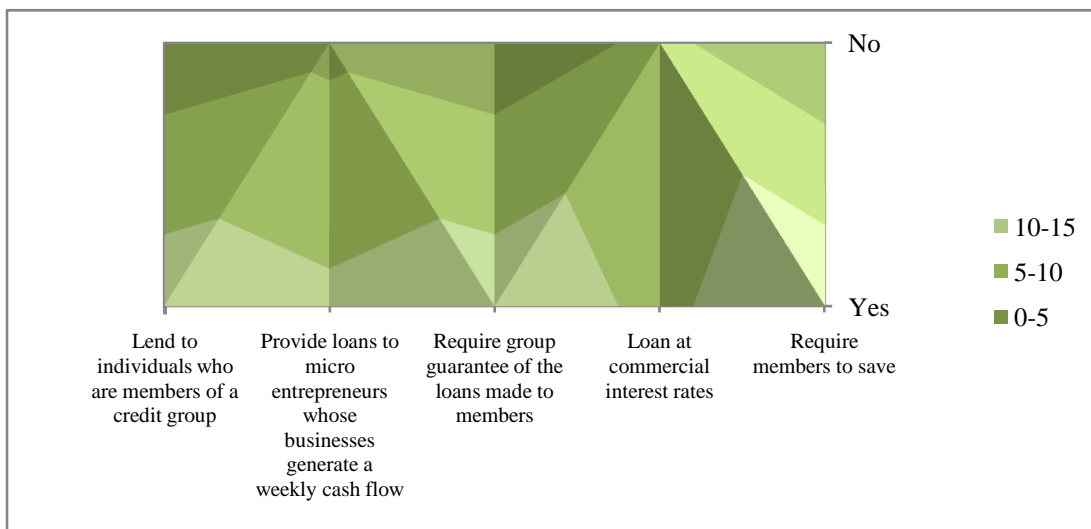 No
Yes
10-15
5-10
0-5
Lend to
individuals who
are members of a
credit group
Provide loans to
micro
entrepreneurs
whose
businesses
generate a
weekly cash flow
Require group
guarantee of the
loans made to
members
Loan at
commercial
interest rates
Require
members to save